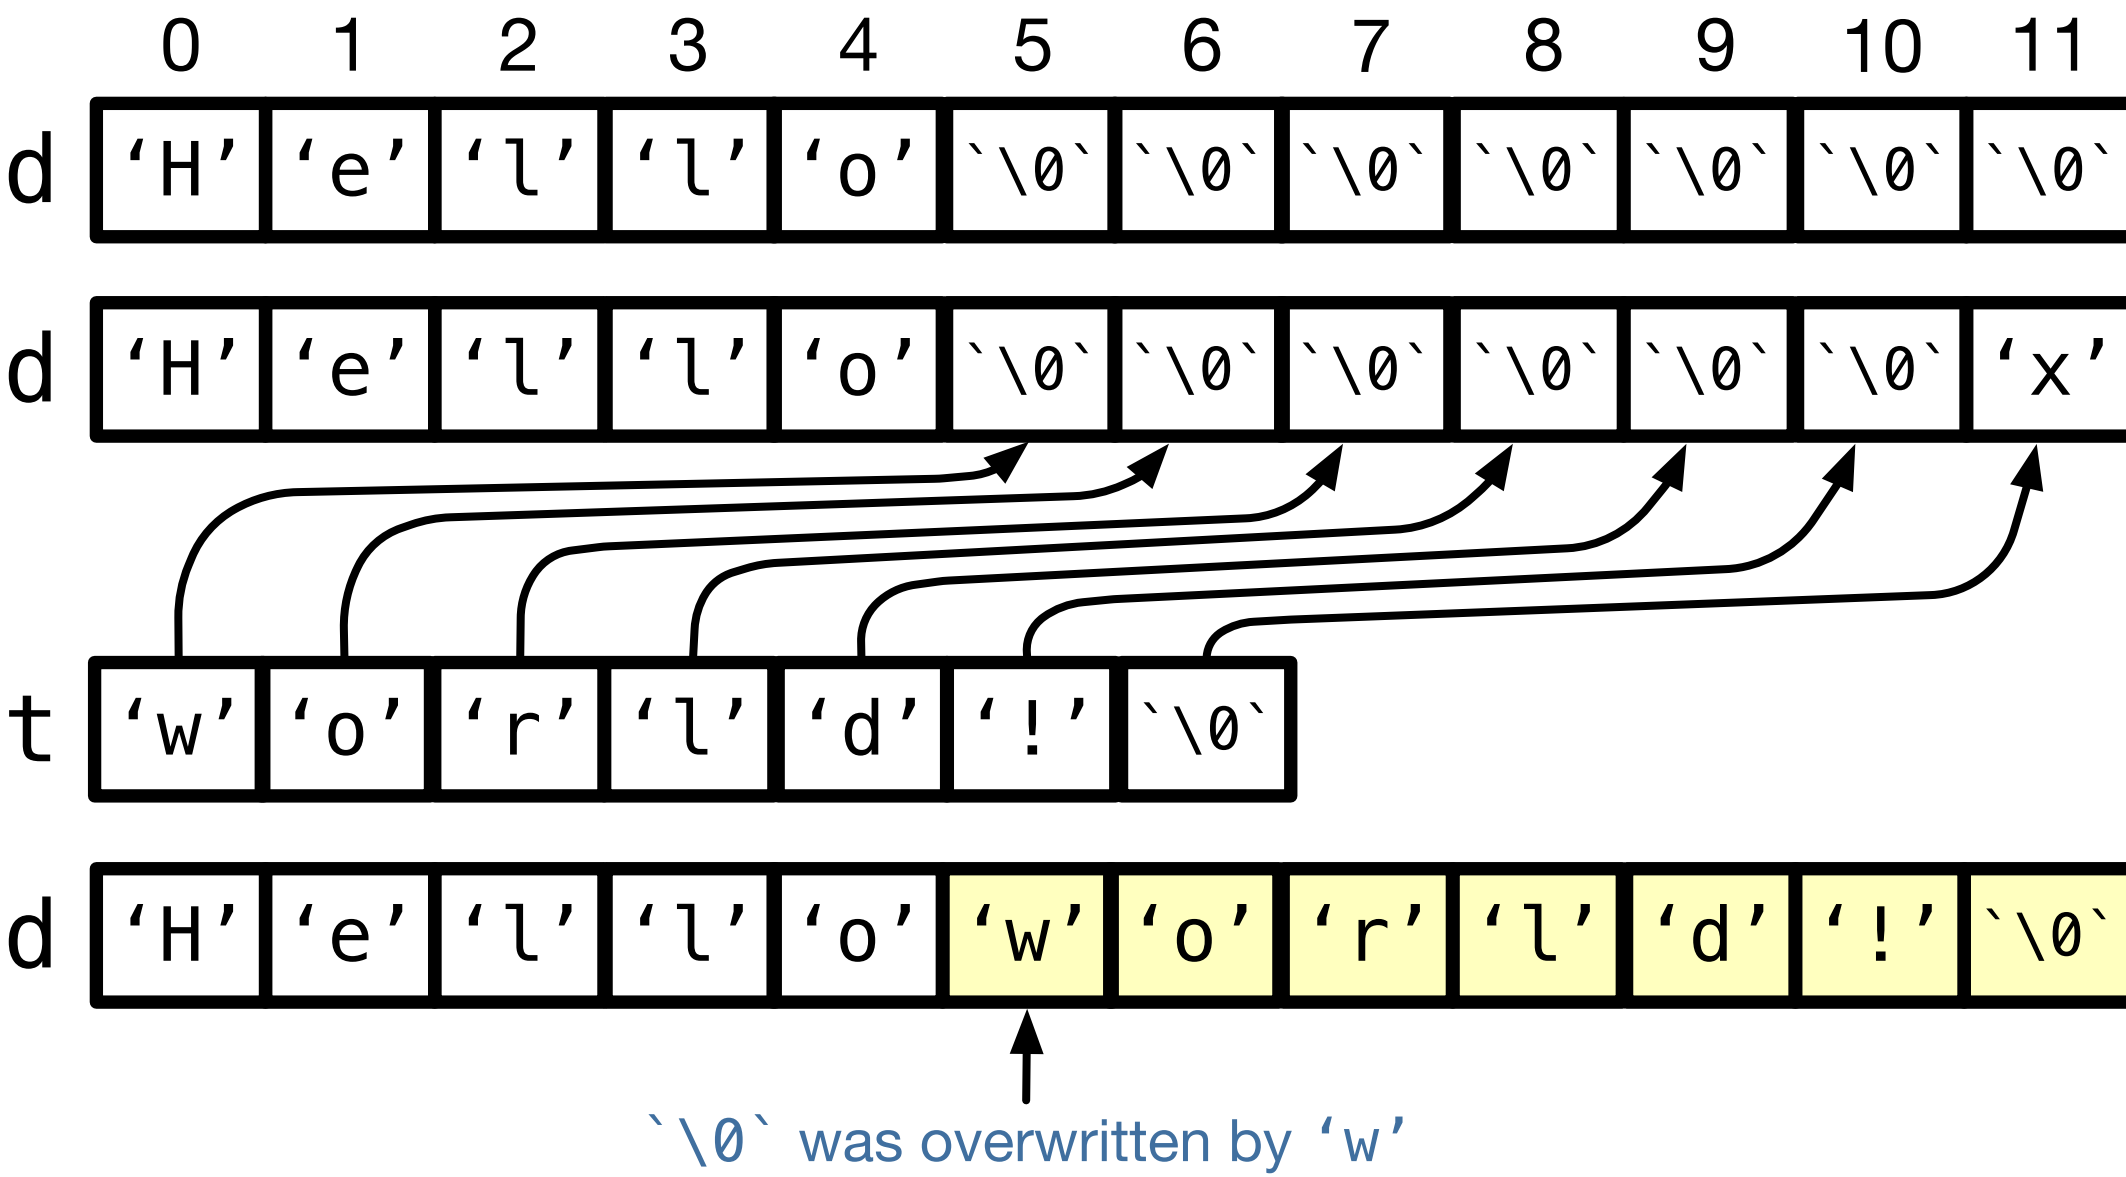 0 1 2 3 4 5 6 7 8 9 10 11
d ‘H’ ‘e’ ‘l’ ‘l’ ‘o’ `\0` `\0` `\0` `\0` `\0` `\0` `\0`
d ‘H’ ‘e’ ‘l’ ‘l’ ‘o’ `\0` `\0` `\0` `\0` `\0` `\0` ‘x’
t ‘w’ ‘o’ ‘r’ ‘l’ ‘d’ ‘!’ `\0`
d ‘H’ ‘e’ ‘l’ ‘l’ ‘o’ ‘w’ ‘o’ ‘r’ ‘l’ ‘d’ ‘!’ `\0`
`\0` was overwritten by ‘w’